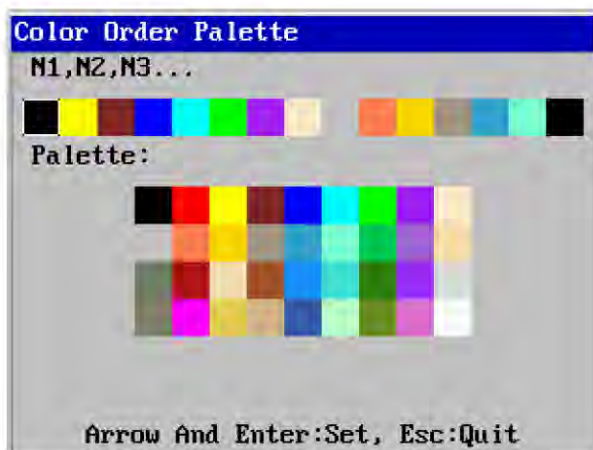 Color Order Palette
N1,N2,N3...
Palette:
Arrow And Enter:Set, Esc:Quit